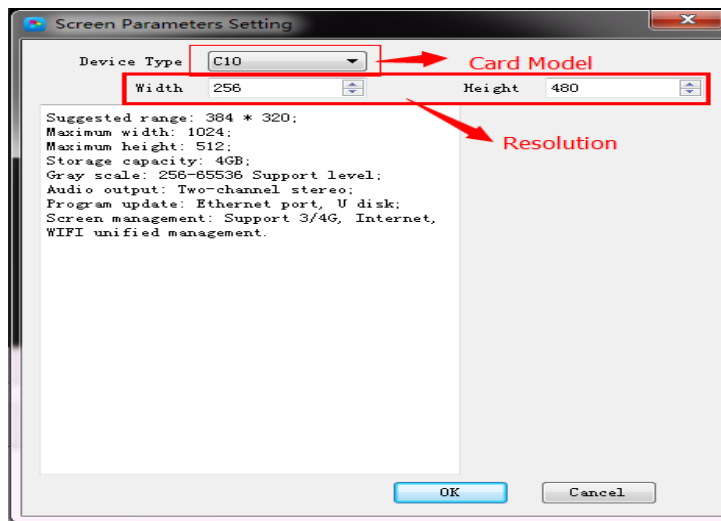 Screen Parameters Setting
Device Type C10 Card Model
Width 256 Height 480
Resolution
Suggested range: 384 * 320;
Maximum width: 1024;
Maximum height: 512;
Storage capacity: 4GB;
Gray scale: 256-65536 Support level;
Audio output: Two-channel stereo;
Program update: Ethernet port, U disk;
Screen management: Support 3/4G, Internet,
WIFI unified management.
OK Cancel